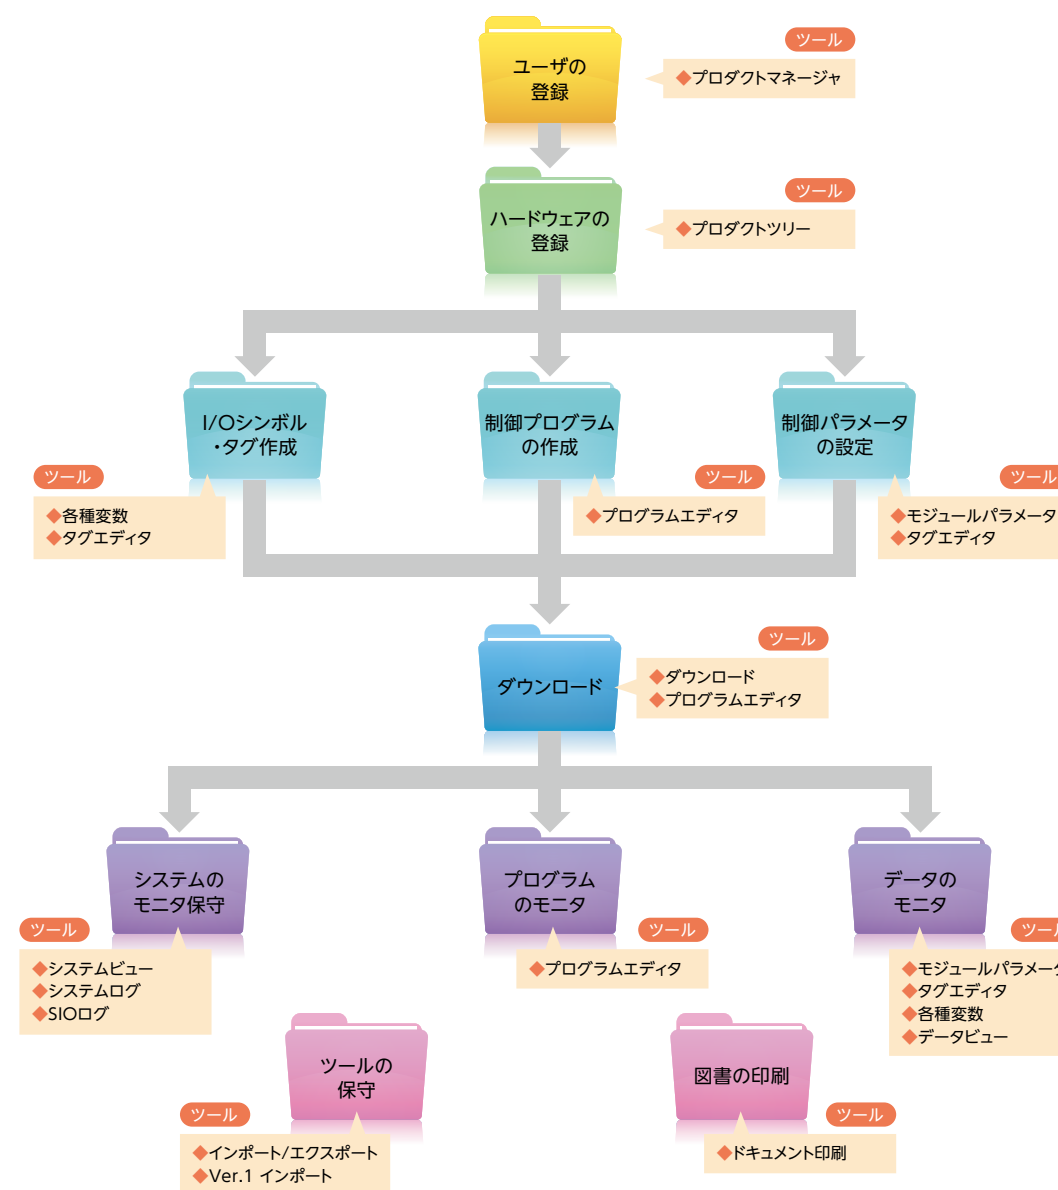 ユーザの
登録
ツール
◆プロダクトマネージャ
ハードウェアの
登録
ツール
◆プロダクトツリー
I/Oシンボル
・タグ作成
ツール
◆各種変数
◆タグエディタ
制御プログラム
の作成
ツール
◆プログラムエディタ
制御パラメータ
の設定
ツール
◆モジュールパラメータ
◆タグエディタ
ダウンロード
ツール
◆ダウンロード
◆プログラムエディタ
システムの
モニタ保守
ツール
◆システムビュー
◆システムログ
◆SIOログ
プログラム
のモニタ
ツール
◆プログラムエディタ
データの
モニタ
ツール
◆モジュールパラメータ
◆タグエディタ
◆各種変数
◆データビュー
ツールの
保守
ツール
◆インポート/エクスポート
◆Ver.1 インポート
図書の印刷
ツール
◆ドキュメント印刷